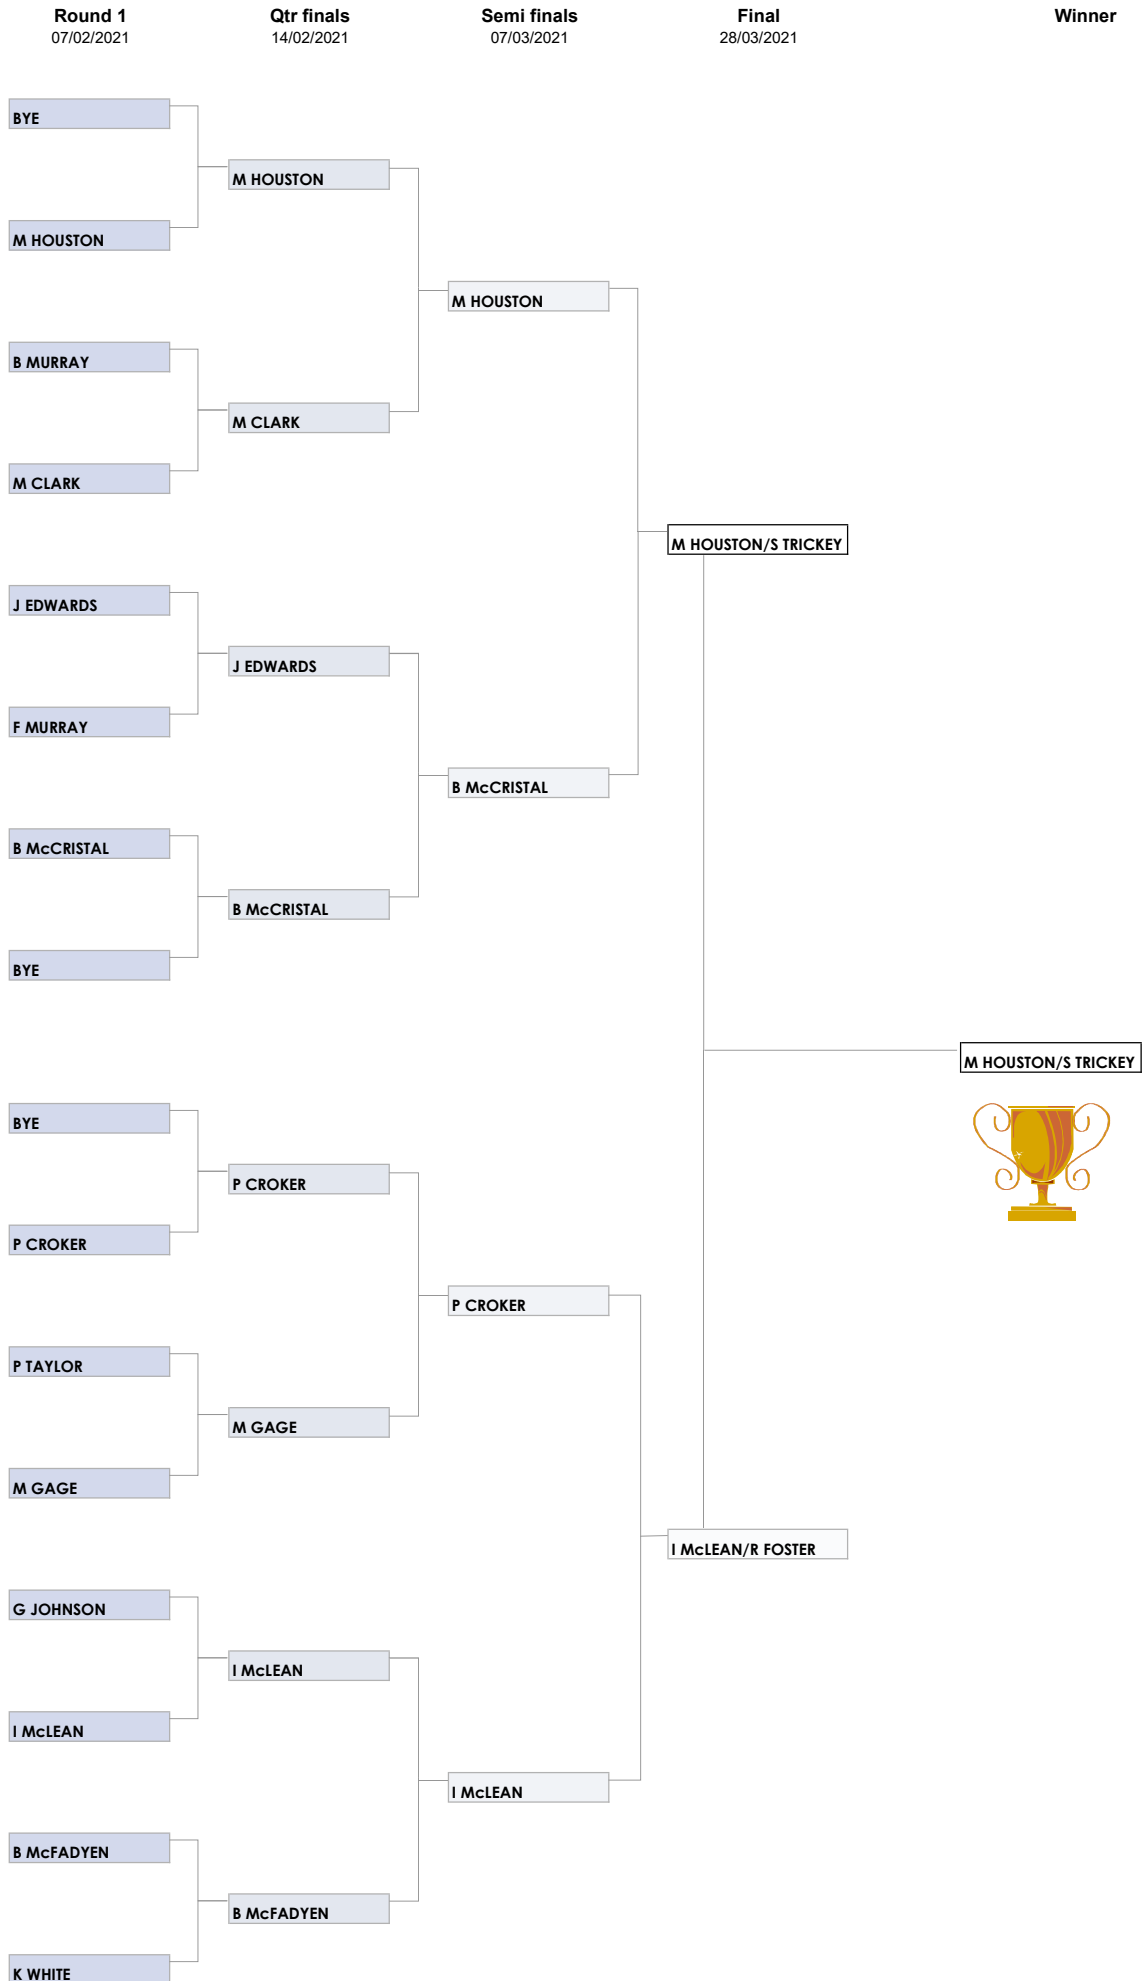 Round 1
07/02/2021
Qtr finals
14/02/2021
Semi finals
07/03/2021
Final
28/03/2021
Winner
BYE
M HOUSTON
M HOUSTON
M HOUSTON
B MURRAY
M CLARK
M CLARK
M HOUSTON/S TRICKEY
J EDWARDS
J EDWARDS
F MURRAY
B McCRISTAL
B McCRISTAL
B McCRISTAL
BYE
M HOUSTON/S TRICKEY
BYE
P CROKER
P CROKER
P CROKER
P TAYLOR
M GAGE
M GAGE
I McLEAN/R FOSTER
G JOHNSON
I McLEAN
I McLEAN
I McLEAN
B McFADYEN
B McFADYEN
K WHITE